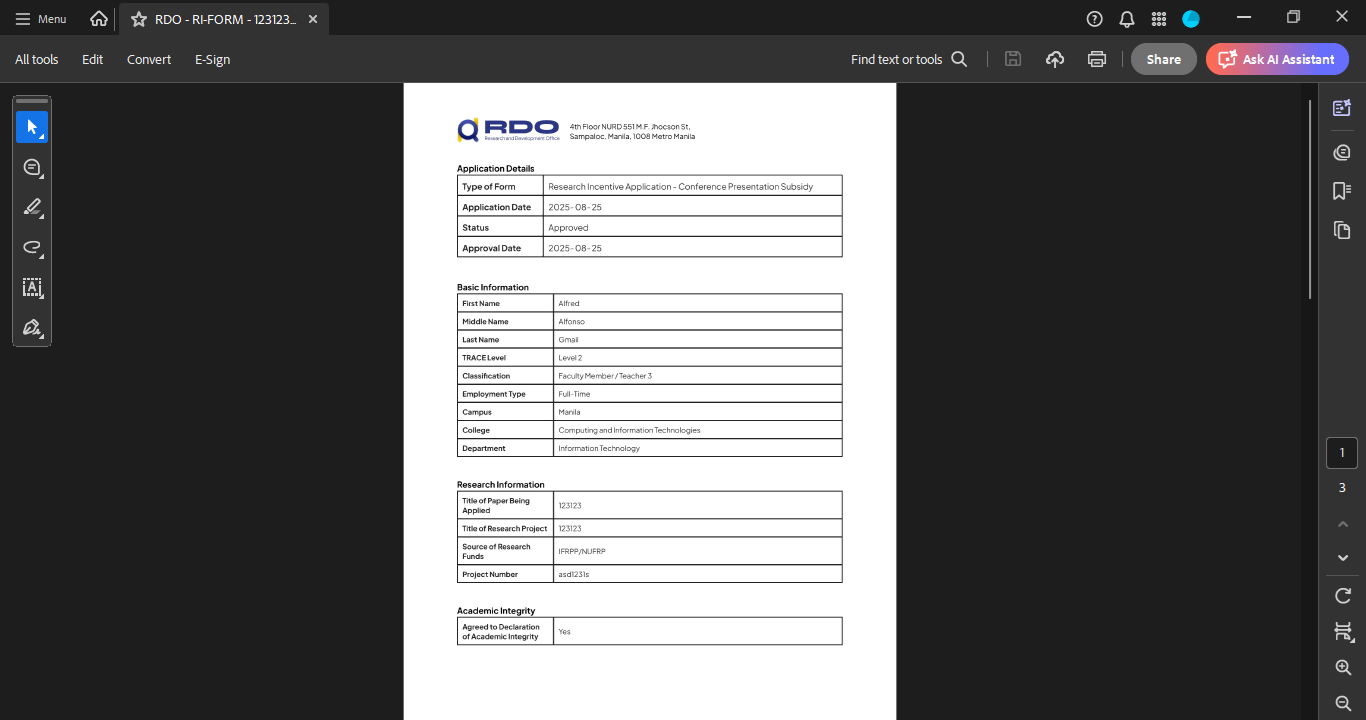 Menu
RDO - RI-FORM - 123123...
All tools
Edit
Convert
E-Sign
Find text or tools
Share
Ask AI Assistant
RDO
Research and Development Office
4th Floor NURD 551 M.F. Jhocson St,
Sampaloc, Manila, 1008 Metro Manila
Application Details
Type of Form Research Incentive Application - Conference Presentation Subsidy
Application Date 2025-08-25
Status Approved
Approval Date 2025-08-25
Basic Information
First Name Alfred
Middle Name Alfonso
Last Name Gmail
TRACE Level Level 2
Classification Faculty Member / Teacher 3
Employment Type Full-Time
Campus Manila
College Computing and Information Technologies
Department Information Technology
Research Information
Title of Paper Being
Applied 123123
Title of Research Project 123123
Source of Research
Funds IFRPP/NUFRP
Project Number asd1231s
Academic Integrity
Agreed to Declaration
of Academic Integrity Yes
1
3